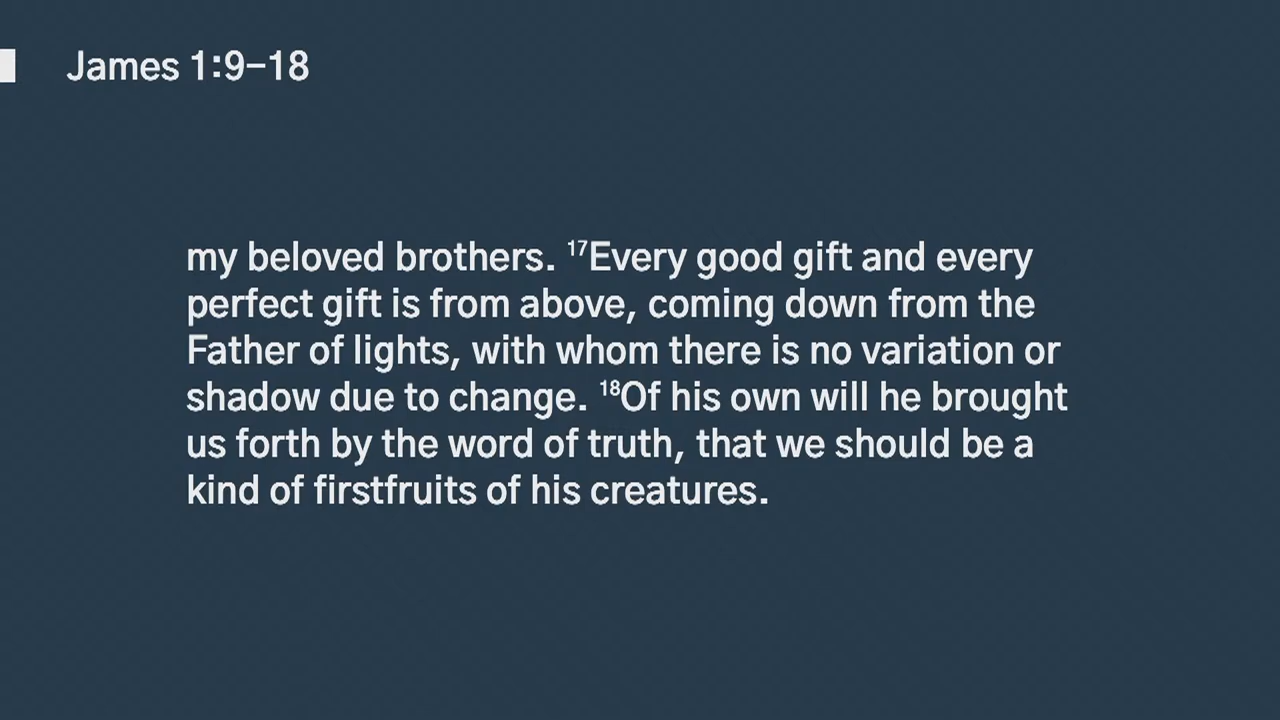 James 1:9–18
my beloved brothers. ¹⁷Every good gift and every
perfect gift is from above, coming down from the
Father of lights, with whom there is no variation or
shadow due to change. ¹⁸Of his own will he brought
us forth by the word of truth, that we should be a
kind of firstfruits of his creatures.